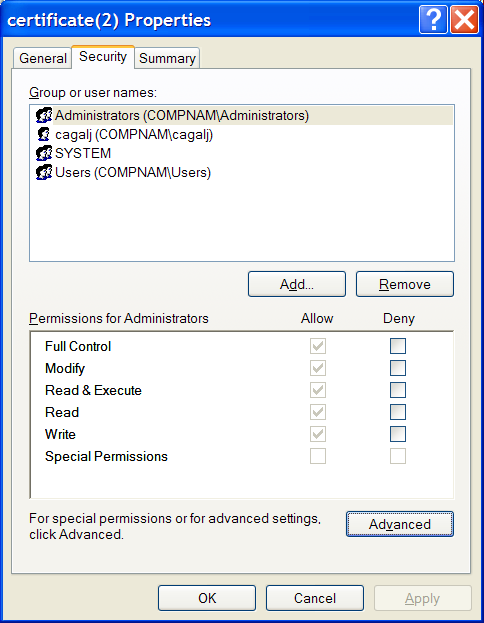 certificate(2) Properties
General Security Summary
Group or user names:
Administrators (COMPNAM\Administrators)
cagalj (COMPNAM\cagalj)
SYSTEM
Users (COMPNAM\Users)
Add... Remove
Permissions for Administrators Allow Deny
Full Control
Modify
Read & Execute
Read
Write
Special Permissions
For special permissions or for advanced settings,
click Advanced.
Advanced
OK Cancel Apply